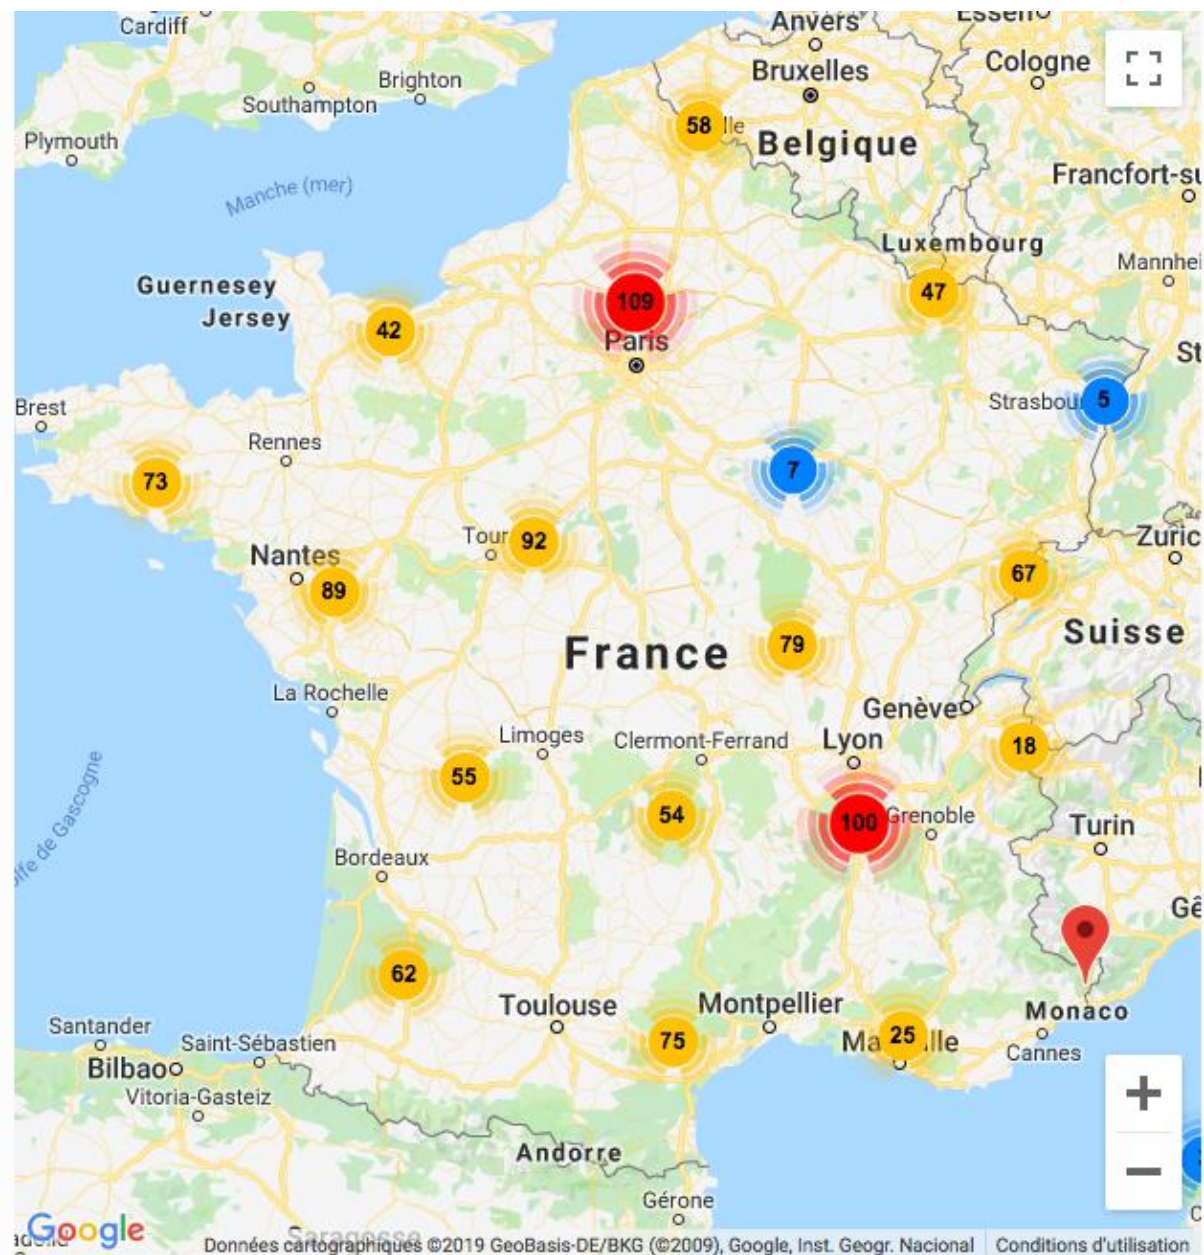 Cardiff
Anvers
Essen
Bruxelles
Cologne
Brighton
Southampton
Plymouth
58
Belgique
Francfort-su
Manche (mer)
Luxembourg
Mannhei
Guernesey
Jersey
109
47
42
Paris
St
Brest
Strasbou
5
Rennes
7
73
Tour
92
Nantes
Zuric
89
67
79
France
Suisse
La Rochelle
Genève
Limoges
Clermont-Ferrand
Lyon
18
55
54
100
Grenoble
Turin
olfe de Gascogne
Bordeaux
Gê
62
Toulouse
Montpellier
Monaco
Santander
Saint-Sébastien
75
Ma
25
lle
Cannes
Bilbao
Vitoria-Gasteiz
Andorre
Gérone
Google
Saragosse
Données cartographiques ©2019 GeoBasis-DE/BKG (©2009), Google, Inst. Geogr. Nacional
Conditions d'utilisation